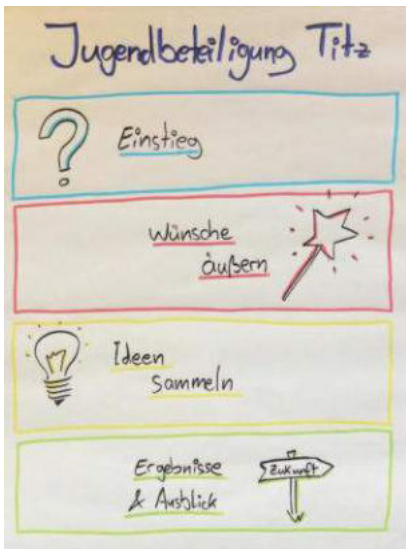 Jugendbeteiligung Titz
?
Einstieg
Wünsche
äußern
Ideen
Sammeln
Ergebnisse
& Ausblick
Zukunft